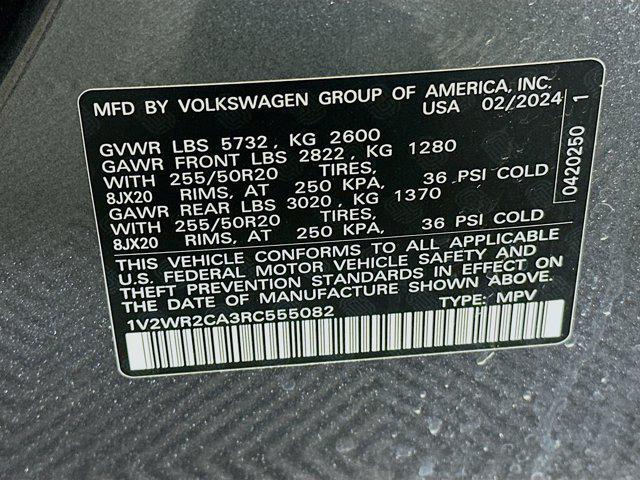 MFD BY VOLKSWAGEN GROUP OF AMERICA, INC.
USA 02/2024
GVWR LBS 5732, KG 2600
GAWR FRONT LBS 2822, KG 1280
WITH 255/50R20 TIRES,
8JX20 RIMS, AT 250 KPA, 36 PSI COLD
GAWR REAR LBS 3020, KG 1370
WITH 255/50R20 TIRES,
8JX20 RIMS, AT 250 KPA, 36 PSI COLD
THIS VEHICLE CONFORMS TO ALL APPLICABLE
U.S. FEDERAL MOTOR VEHICLE SAFETY AND
THEFT PREVENTION STANDARDS IN EFFECT ON
THE DATE OF MANUFACTURE SHOWN ABOVE.
1V2WR2CA3RC555082 TYPE: MPV
0420250 1